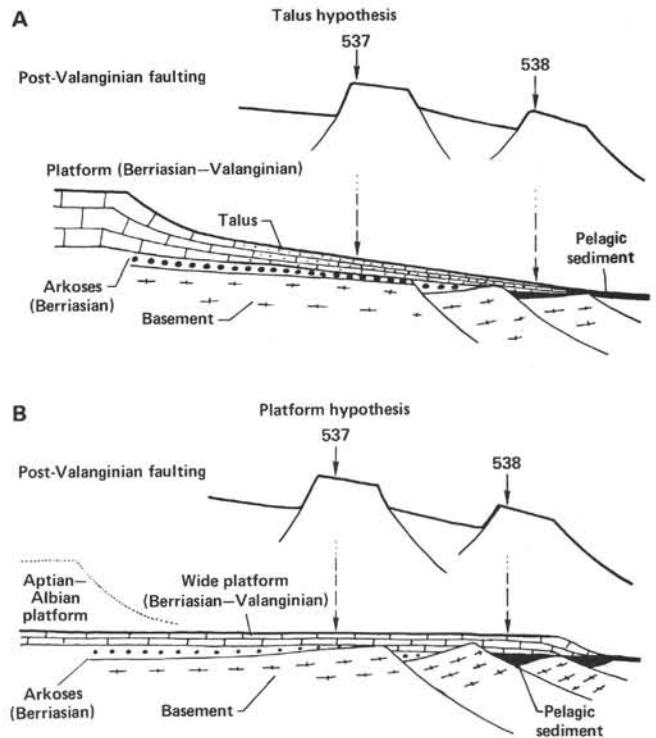 A
Talus hypothesis
537
538
Post-Valanginian faulting
Platform (Berriasian—Valanginian)
Talus
Pelagic
sediment
Arkoses
(Berriasian)
Basement
B
Platform hypothesis
537
538
Post-Valanginian faulting
Aptian—
Albian
platform
Wide platform
(Berriasian—Valanginian)
Arkoses
(Berriasian)
Basement
Pelagic
sediment